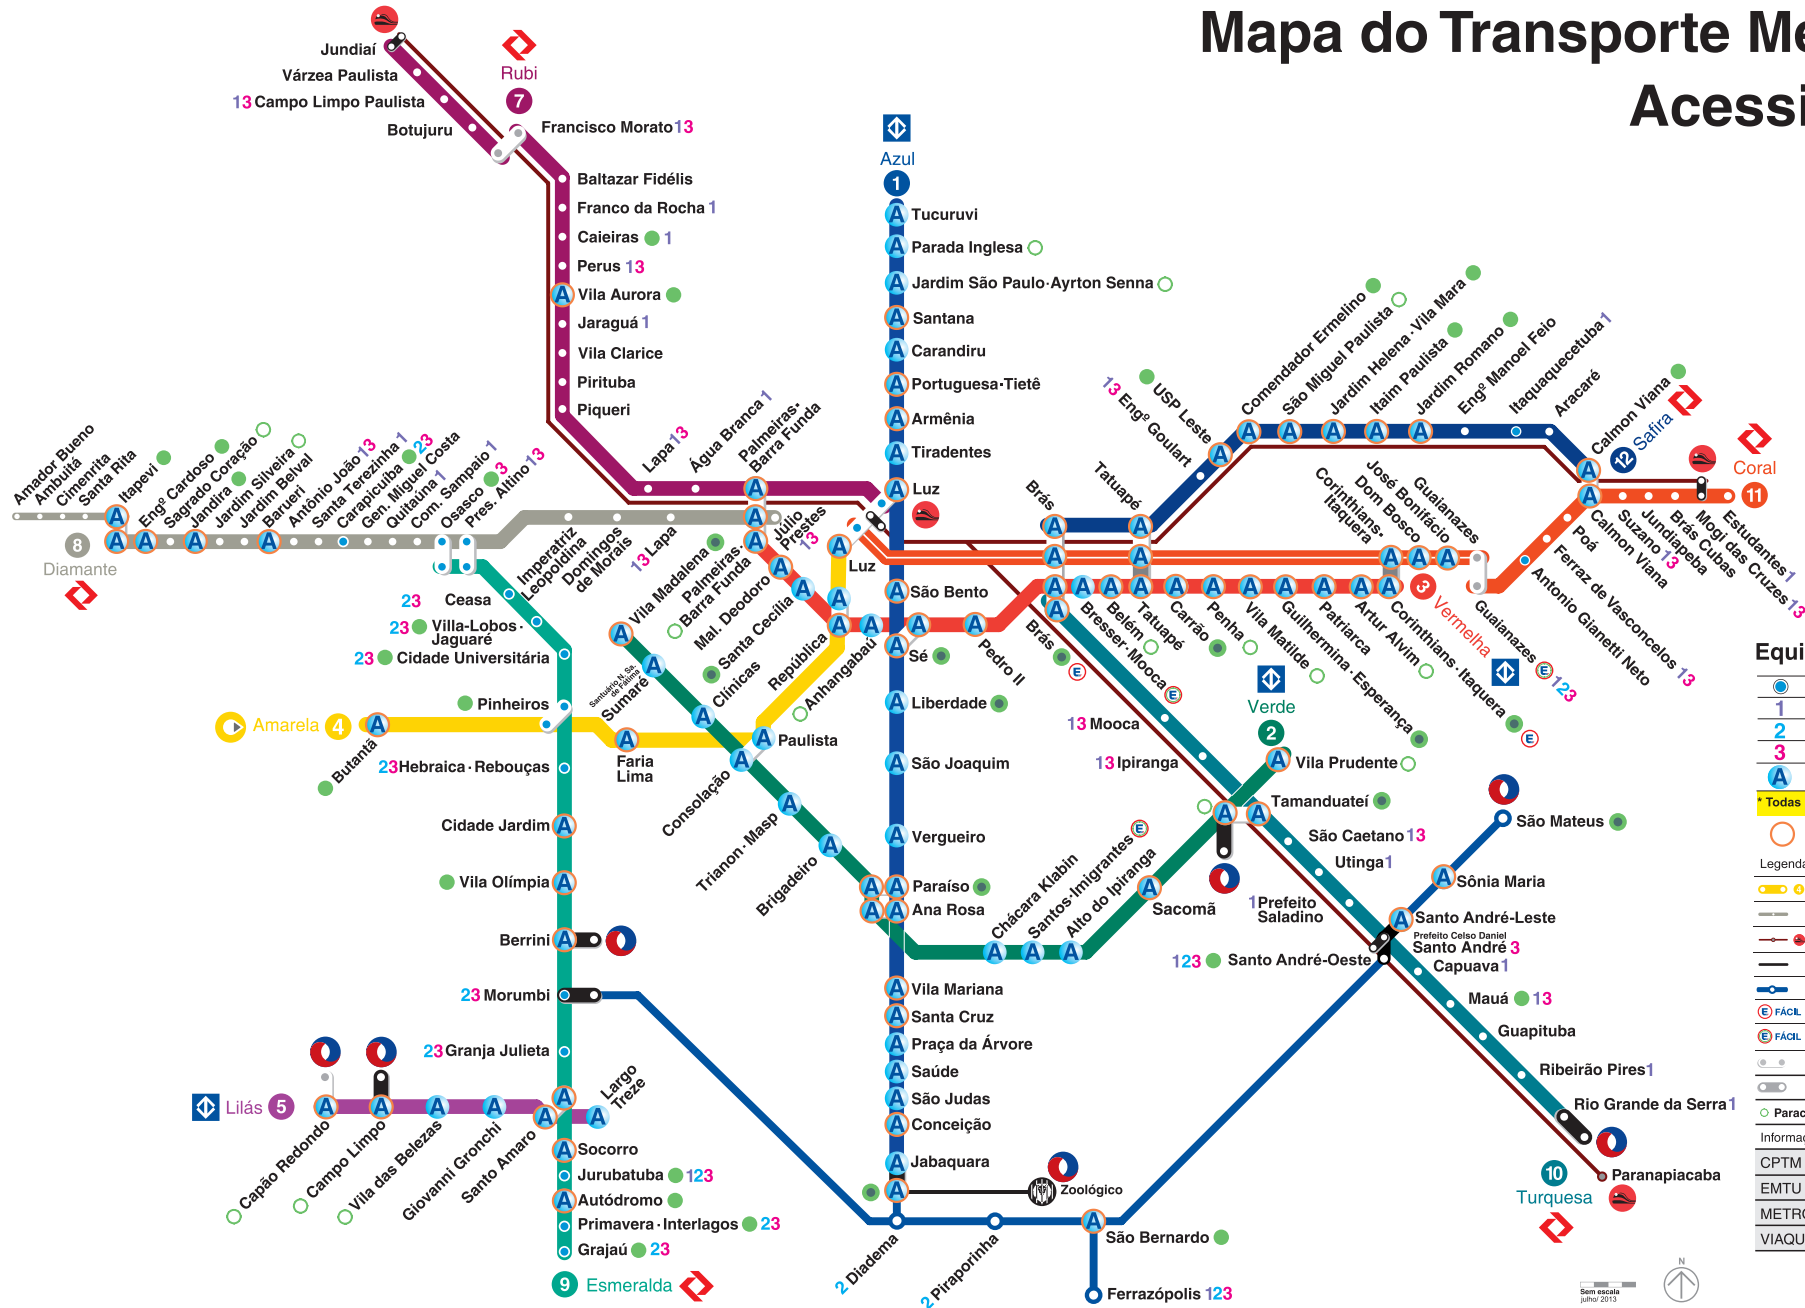 Mapa do Transporte Me
Acessi
Jundiaí
Várzea Paulista
13 Campo Limpo Paulista
Botujuru
Rubi
7
Francisco Morato 13
Baltazar Fidélis
Franco da Rocha 1
Caieiras 1
Perus 13
Vila Aurora
Jaraguá 1
Vila Clarice
Pirituba
Piqueri
Lapa 13
Água Branca 1
Palmeiras-
Barra Funda
Azul
1
Tucuruvi
Parada Inglesa
Jardim São Paulo·Ayrton Senna
Santana
Carandiru
Portuguesa·Tietê
Armênia
Tiradentes
Luz
São Bento
Sé
Liberdade
São Joaquim
Vergueiro
Paraíso
Ana Rosa
Vila Mariana
Santa Cruz
Praça da Árvore
Saúde
São Judas
Conceição
Jabaquara
Zoológico
Amador Bueno
Ambuitá
Cimenrita
Santa Rita
Itapevi
Engº Cardoso
Sagrado Coração
Jandira
Jardim Silveira
Jardim Belval
Barueri
Antônio João 13
Santa Terezinha 1
Carapicuíba 23
Gen. Miguel Costa
Quitaúna 1
Com. Sampaio 1
Osasco 3
Pres. Altino 13
Imperatriz
Leopoldina
Domingos
de Morais
13 Lapa
Júlio
Prestes
13
8
Diamante
23 Ceasa
23 Villa-Lobos·
Jaguaré
23 Cidade Universitária
Pinheiros
23 Hebraica·Rebouças
Cidade Jardim
Vila Olímpia
Berrini
23 Morumbi
23 Granja Julieta
Socorro
Jurubatuba 123
Autódromo
Primavera·Interlagos 23
Grajaú 23
9 Esmeralda
Amarela 4
Butantã
Faria
Lima
Paulista
República
Luz
Lilás 5
Capão Redondo
Campo Limpo
Vila das Belezas
Giovanni Gronchi
Santo Amaro
Largo
Treze
Vila Madalena
Santuário N. Sa.
de Fátima
Sumaré
Clínicas
Consolação
Trianon·Masp
Brigadeiro
Chácara Klabin
Santos·Imigrantes
Alto do Ipiranga
Sacomã
Tamanduateí
Vila Prudente
Verde
2
Palmeiras-
Barra Funda
Mal. Deodoro
Santa Cecília
Anhangabaú
Pedro II
Brás
Bresser·Mooca
Belém
Tatuapé
Carrão
Penha
Vila Matilde
Guilhermina·Esperança
Patriarca
Artur Alvim
Corinthians·Itaquera
3 Vermelha
Brás
Tatuapé
13 Engº Goulart
USP Leste
Comendador Ermelino
São Miguel Paulista
Jardim Helena·Vila Mara
Itaim Paulista
Jardim Romano
Engº Manoel Feio
Itaquaquecetuba 1
Aracaré
Calmon Viana
12 Safira
Coral
11
Corinthians-
Itaquera
Dom Bosco
José Bonifácio
Guaianazes
Guaianazes 123
Antonio Gianetti Neto
Ferraz de Vasconcelos 13
Poá
Calmon Viana
Suzano 13
Jundiapeba
Brás Cubas
Mogi das Cruzes 13
Estudantes 1
13 Mooca
13 Ipiranga
São Caetano 13
Utinga 1
1 Prefeito
Saladino
Prefeito Celso Daniel
Santo André 3
Capuava 1
Mauá 13
Guapituba
Ribeirão Pires 1
Rio Grande da Serra 1
Paranapiacaba
10
Turquesa
São Mateus
Sônia Maria
Santo André-Leste
123 Santo André-Oeste
2 Diadema
2 Piraporinha
São Bernardo
Ferrazópolis 123
Equi
1
2
3
A
* Todas
Legenda
E FÁCIL
E FÁCIL
Parac
Informaç
CPTM
EMTU
METRÔ
VIAQU
N
Sem escala
julho/ 2013